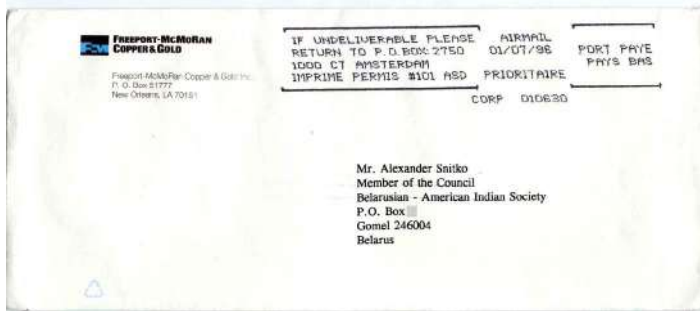 FREEPORT-MCMORAN
COPPER & GOLD
Freeport-McMoRan Copper & Gold Inc.
P. O. Box 51777
New Orleans, LA 70151
IF UNDELIVERABLE PLEASE
RETURN TO P.O.BOX 2750
1000 CT AMSTERDAM
IMPRIME PERMIS #101 ASD
AIRMAIL
01/07/96
PRIORITAIRE
PORT PAYE
PAYS BAS
CORP 010630
Mr. Alexander Snitko
Member of the Council
Belarusian - American Indian Society
P.O. Box
Gomel 246004
Belarus